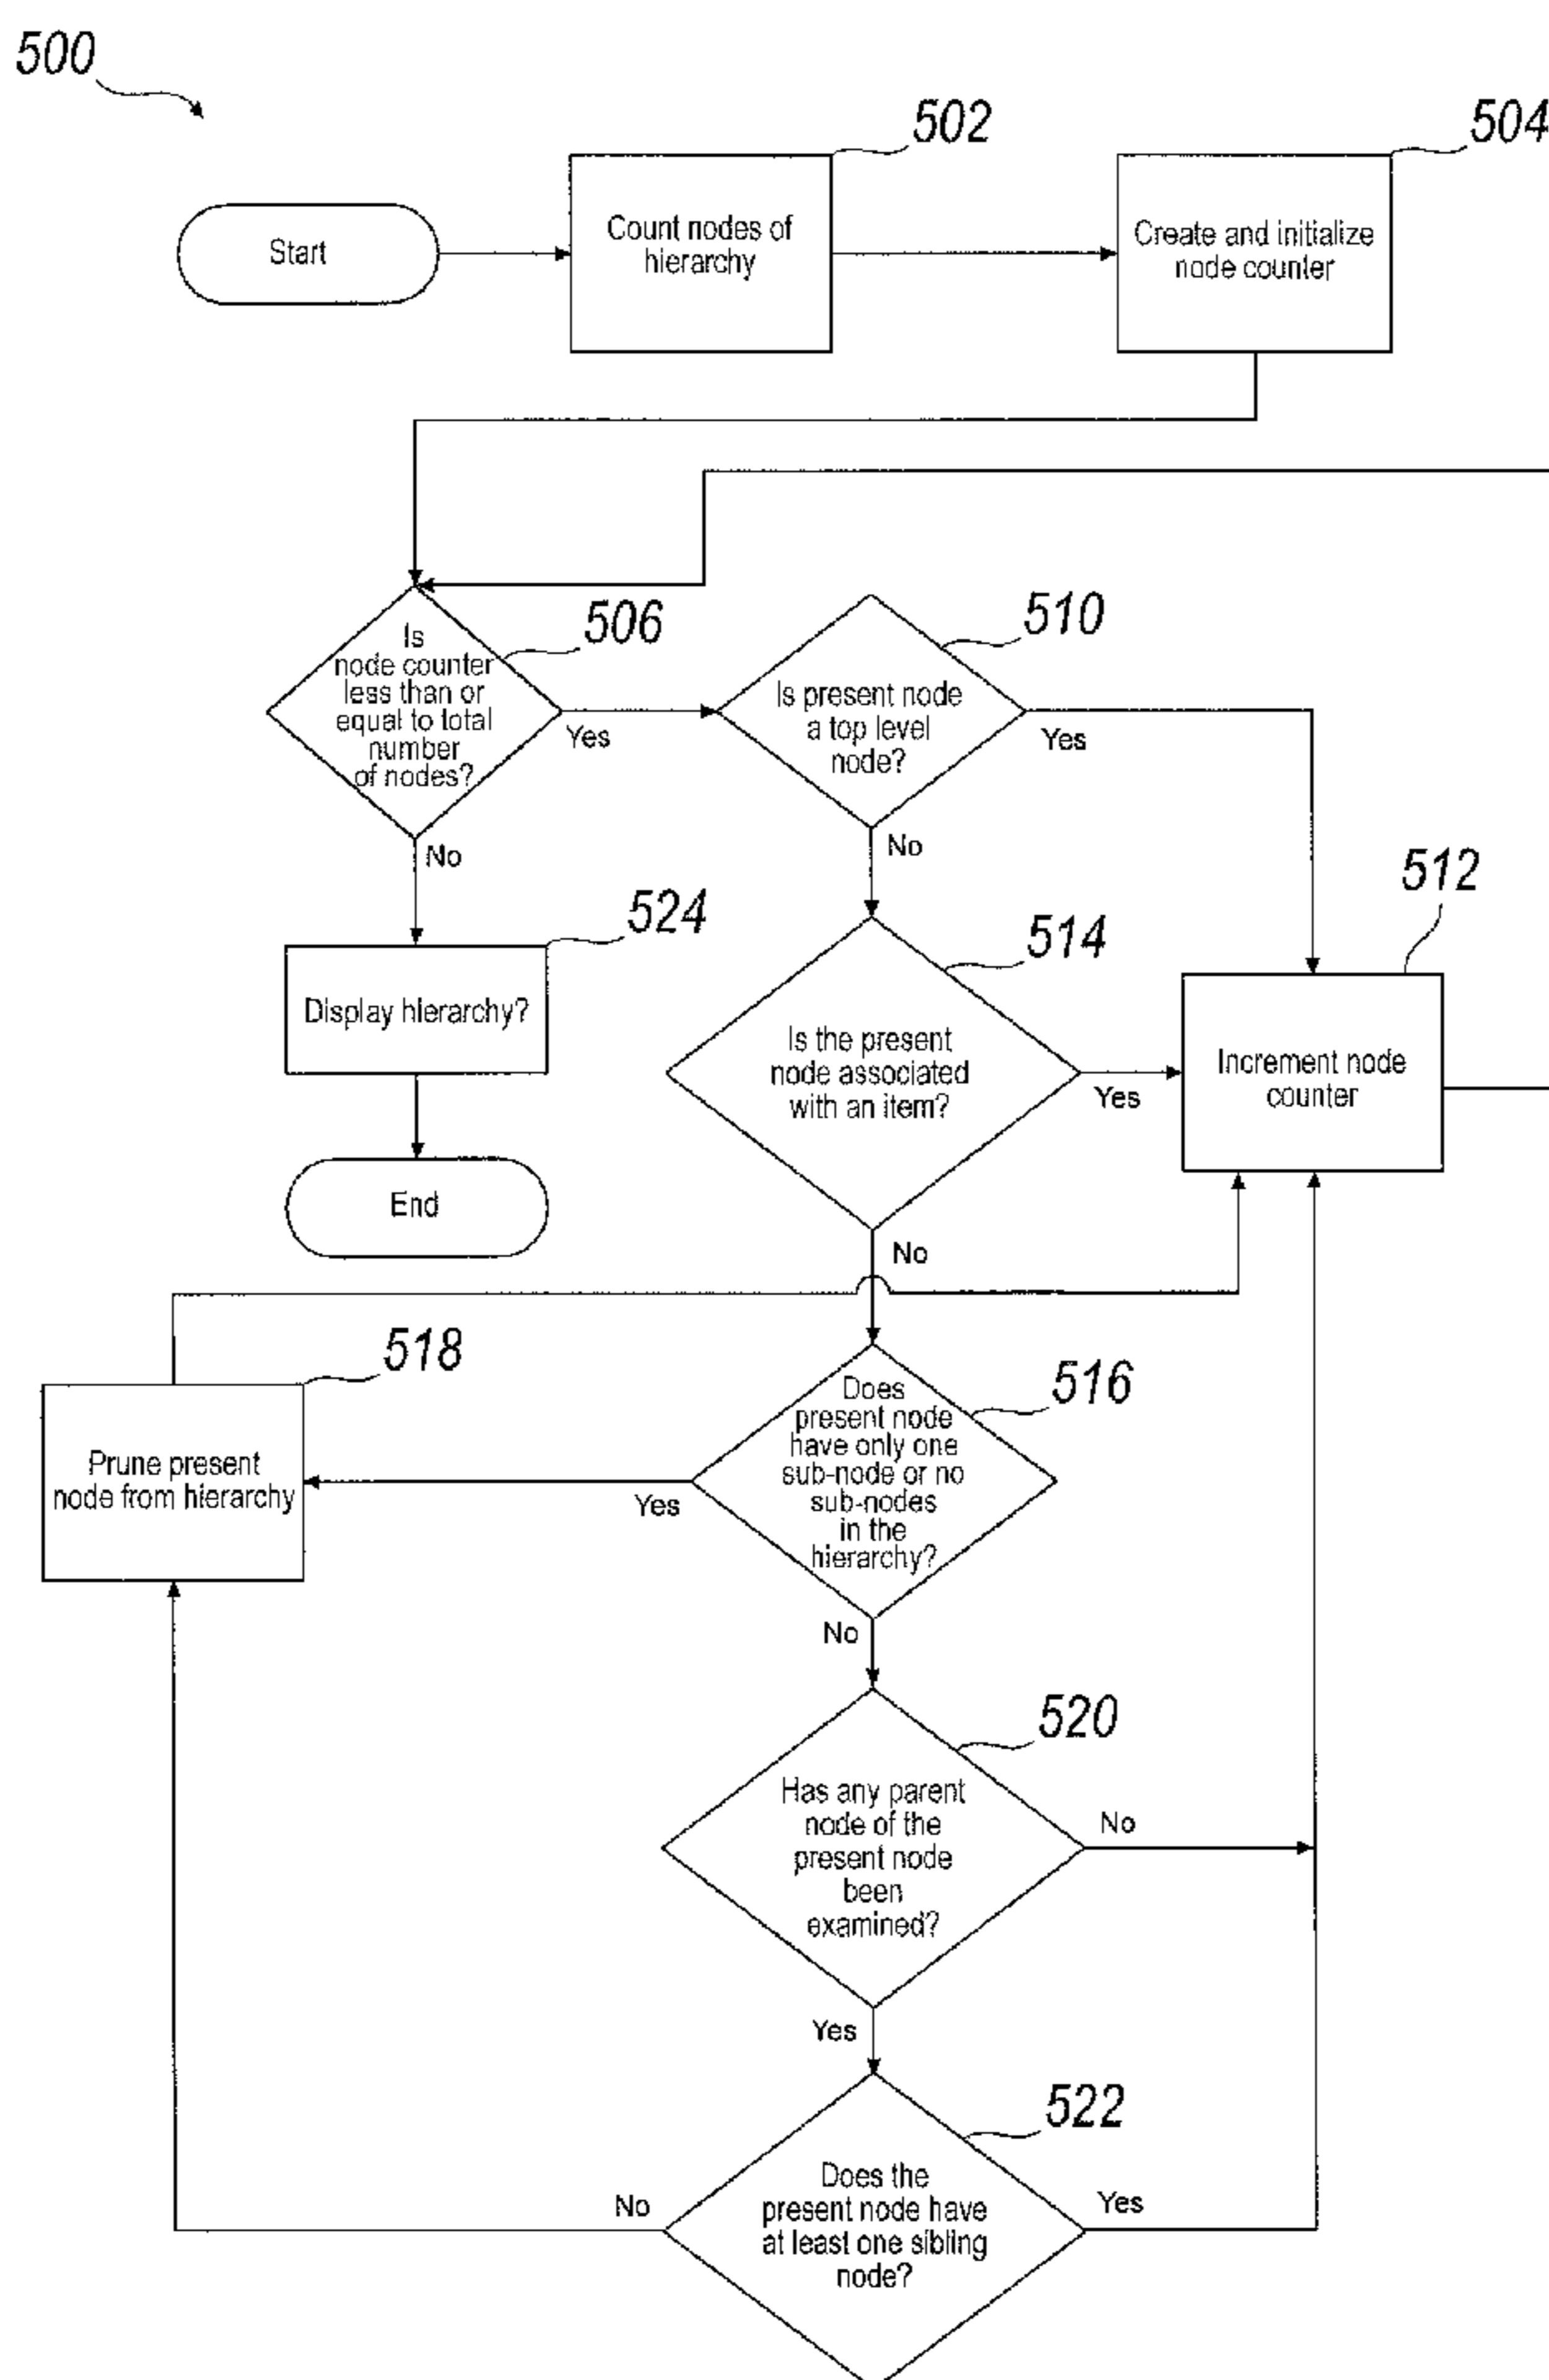 500
502
504
Start
Count nodes of
hierarchy
Create and initialize
node counter
506
510
Is
node counter
less than or
equal to total
number
of nodes?
Yes
Is present node
a top level
node?
Yes
No
No
512
524
514
Display hierarchy?
Is the present
node associated
with an item?
Yes
Increment node
counter
End
No
518
516
Prune present
node from hierarchy
Yes
Does
present node
have only one
sub-node or no
sub-nodes
in the
hierarchy?
No
520
Has any parent
node of the
present node
been
examined?
No
Yes
522
No
Does the
present node have
at least one sibling
node?
Yes